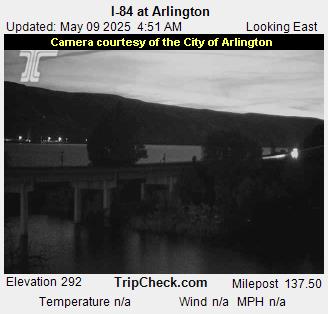 I-84 at Arlington
Updated: May 09 2025 4:51 AM Looking East
Camera courtesy of the City of Arlington
Elevation 292 TripCheck.com Milepost 137.50
Temperature n/a Wind n/a MPH n/a